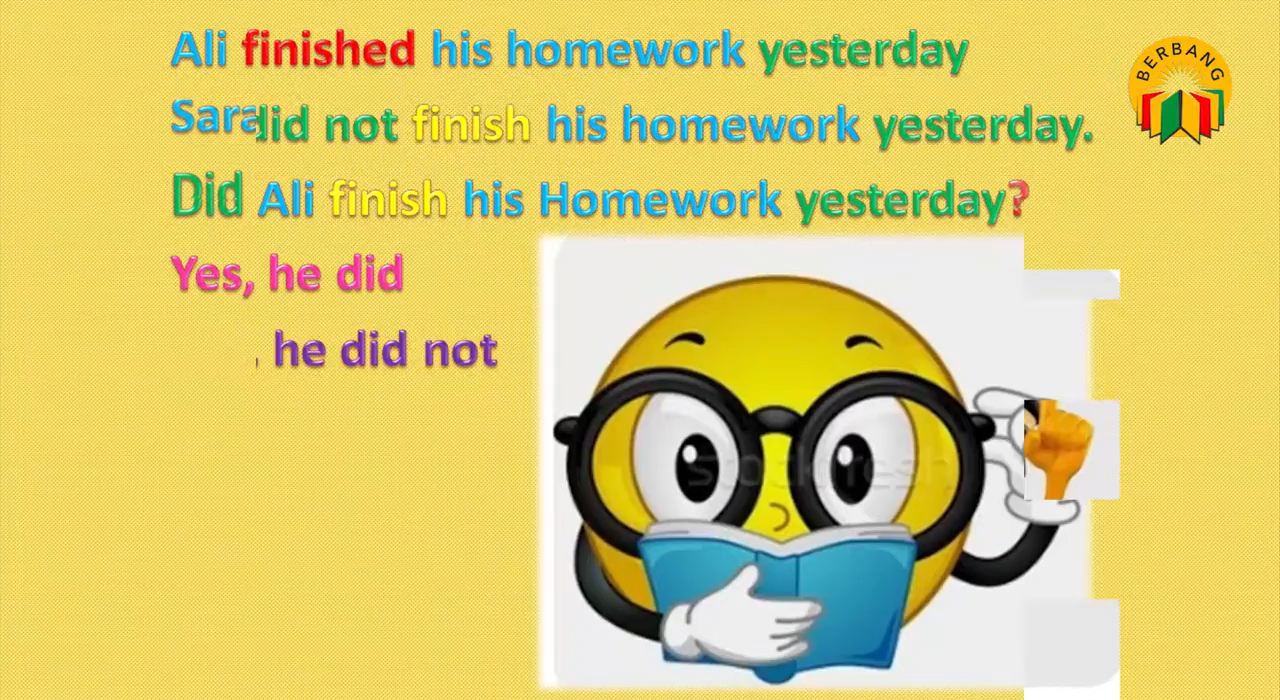 Ali finished his homework yesterday
BERBANG
Sara did not finish his homework yesterday.
Did Ali finish his Homework yesterday?
Yes, he did
, he did not
stockfresh